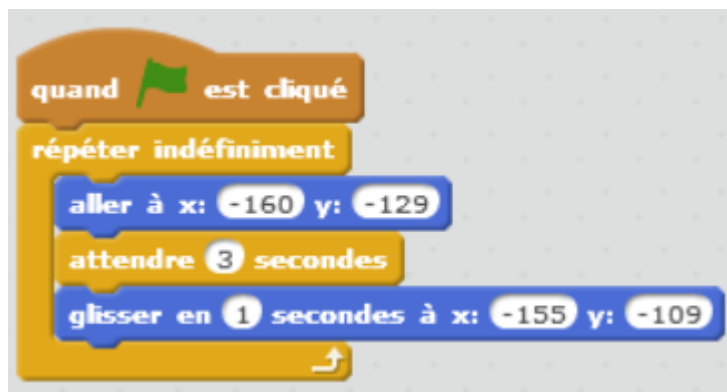 quand est cliqué
répéter indéfiniment
aller à x: -160 y: -129
attendre 3 secondes
glisser en 1 secondes à x: -155 y: -109